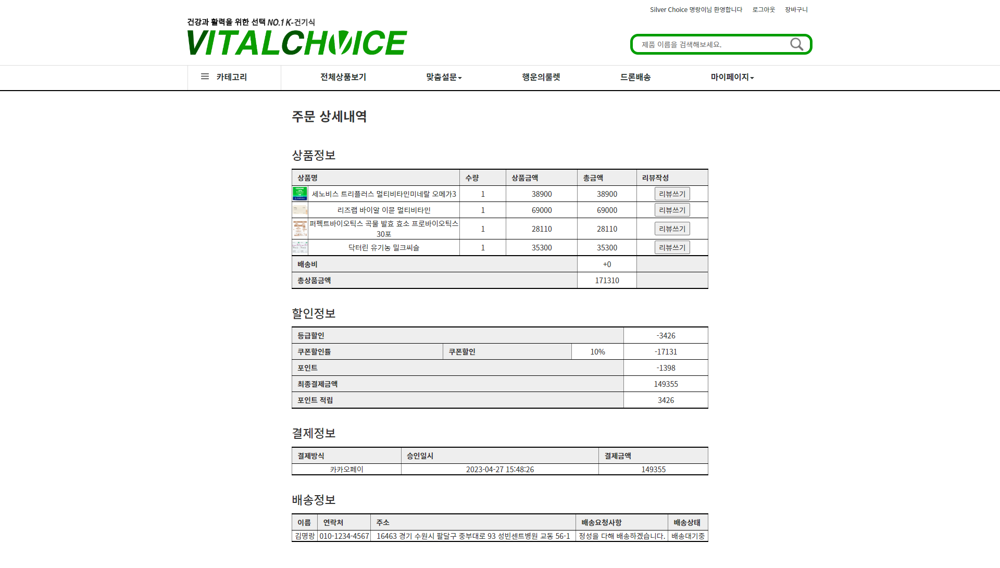 Silver Choice 명랑이님 환영합니다 로그아웃 장바구니
건강과 활력을 위한 선택 NO.1 K-건기식
VITALCHOICE
제품 이름을 검색해보세요.
카테고리 전체상품보기 맞춤설문 행운의룰렛 드론배송 마이페이지
주문 상세내역
상품정보
상품명 수량 상품금액 총금액 리뷰작성
세노비스 트리플러스 멀티비타민미네랄 오메가3 1 38900 38900 리뷰쓰기
리즈랩 바이알 이뮨 멀티비타민 1 69000 69000 리뷰쓰기
퍼펙트바이오틱스 곡물 발효 효소 프로바이오틱스
30포 1 28110 28110 리뷰쓰기
닥터린 유기농 밀크씨슬 1 35300 35300 리뷰쓰기
배송비 +0
총상품금액 171310
할인정보
등급할인 -3426
쿠폰할인률 쿠폰할인 10% -17131
포인트 -1398
최종결제금액 149355
포인트 적립 3426
결제정보
결제방식 승인일시 결제금액
카카오페이 2023-04-27 15:48:26 149355
배송정보
이름 연락처 주소 배송요청사항 배송상태
김명랑 010-1234-4567 16463 경기 수원시 팔달구 중부대로 93 성빈센트병원 교동 56-1 정성을 다해 배송하겠습니다. 배송대기중